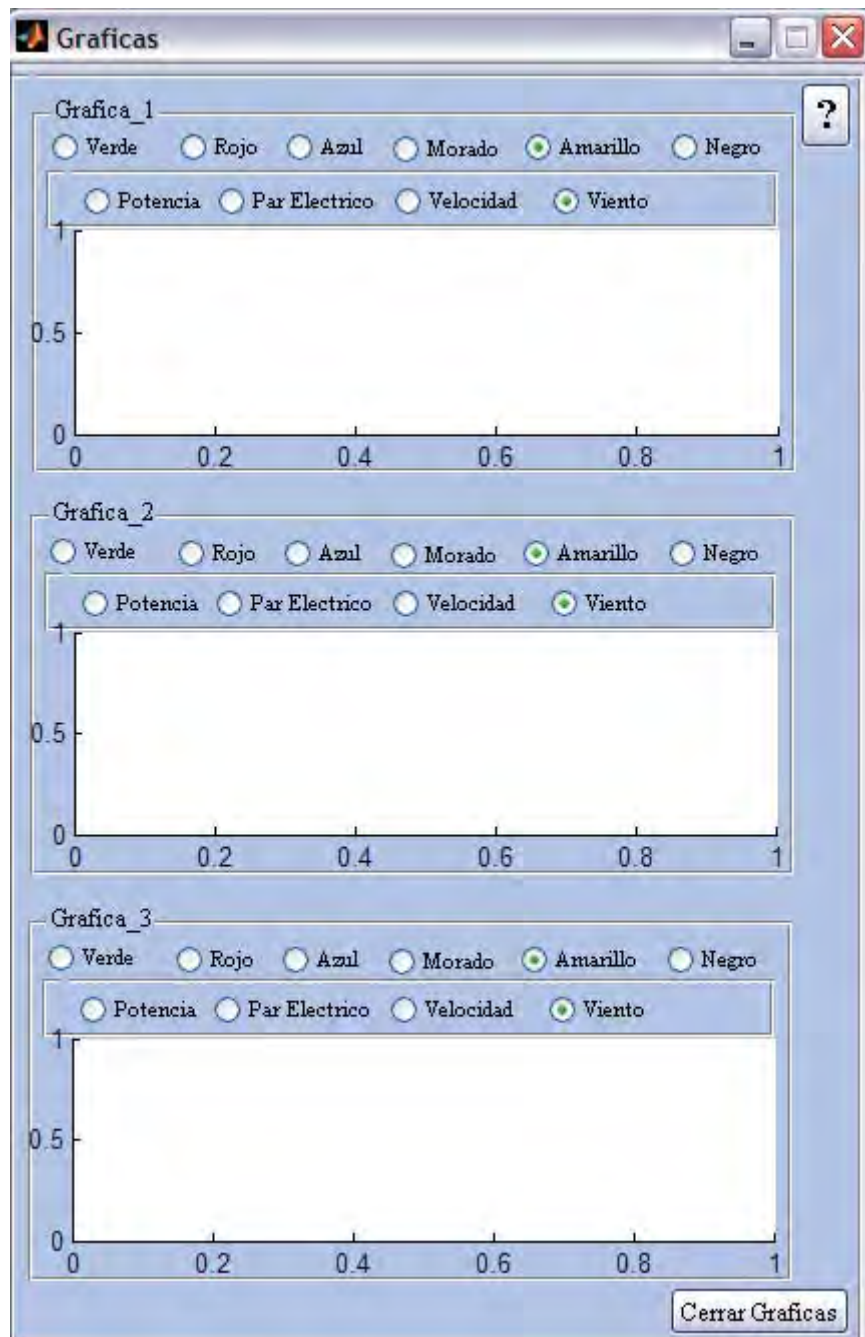 Graficas
?
Grafica_1
Verde Rojo Azul Morado Amarillo Negro
Potencia Par Electrico Velocidad Viento
1
0.5
0
0 0.2 0.4 0.6 0.8 1
Grafica_2
Verde Rojo Azul Morado Amarillo Negro
Potencia Par Electrico Velocidad Viento
1
0.5
0
0 0.2 0.4 0.6 0.8 1
Grafica_3
Verde Rojo Azul Morado Amarillo Negro
Potencia Par Electrico Velocidad Viento
1
0.5
0
0 0.2 0.4 0.6 0.8 1
Cerrar Graficas